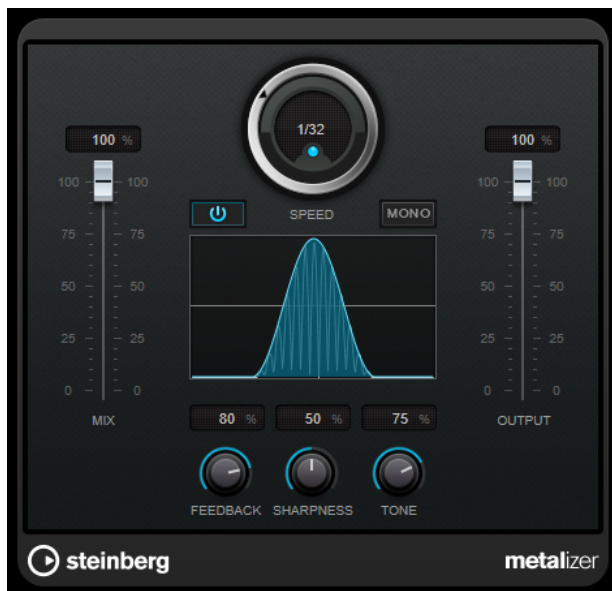 1/32
100 %
100 %
SPEED
MONO
100 100
75 75
50 50
25 25
0 0
MIX
100 100
75 75
50 50
25 25
0 0
OUTPUT
80 %
50 %
75 %
FEEDBACK
SHARPNESS
TONE
steinberg
metalizer